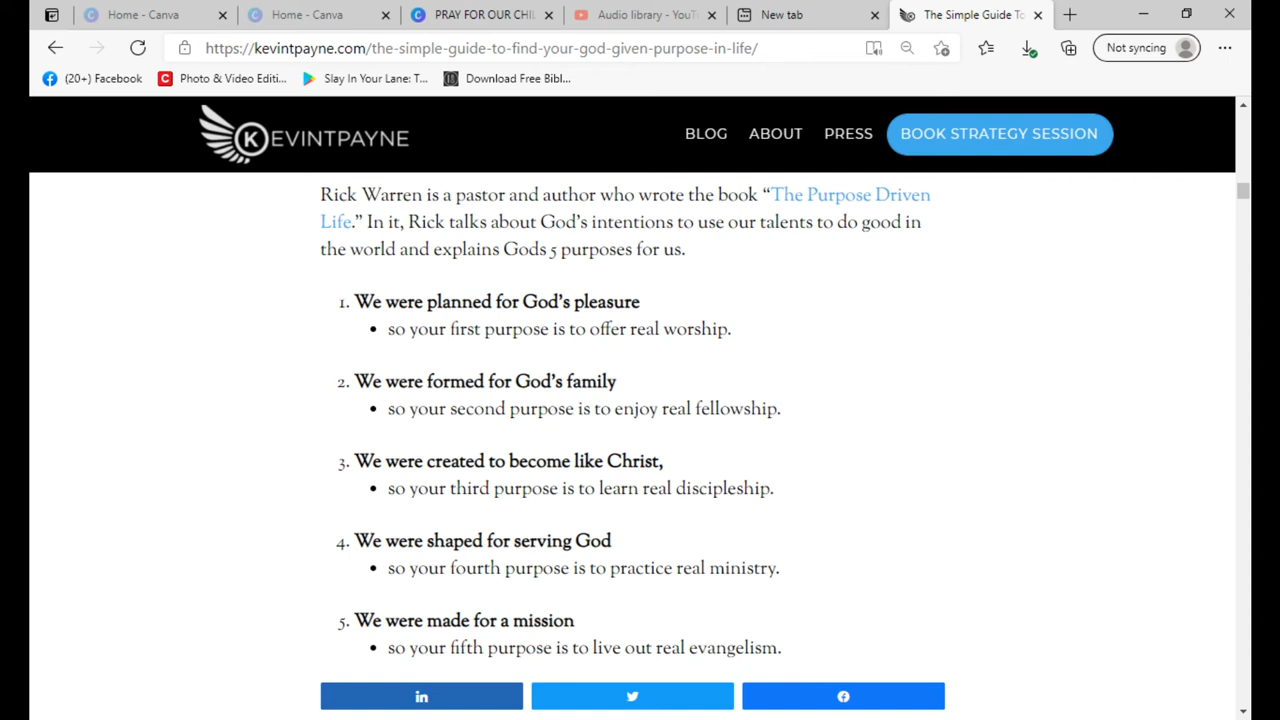 Home - Canva
Home - Canva
PRAY FOR OUR CHI
Audio library - YouT
New tab
The Simple Guide To
https://kevintpayne.com/the-simple-guide-to-find-your-god-given-purpose-in-life/
Not syncing
(20+) Facebook
Photo & Video Editi...
Slay In Your Lane: T...
Download Free Bibl...
KEVINTPAYNE
BLOG ABOUT PRESS BOOK STRATEGY SESSION
Rick Warren is a pastor and author who wrote the book “The Purpose Driven
Life.” In it, Rick talks about God’s intentions to use our talents to do good in
the world and explains Gods 5 purposes for us.
1. We were planned for God’s pleasure
• so your first purpose is to offer real worship.
2. We were formed for God’s family
• so your second purpose is to enjoy real fellowship.
3. We were created to become like Christ,
• so your third purpose is to learn real discipleship.
4. We were shaped for serving God
• so your fourth purpose is to practice real ministry.
5. We were made for a mission
• so your fifth purpose is to live out real evangelism.